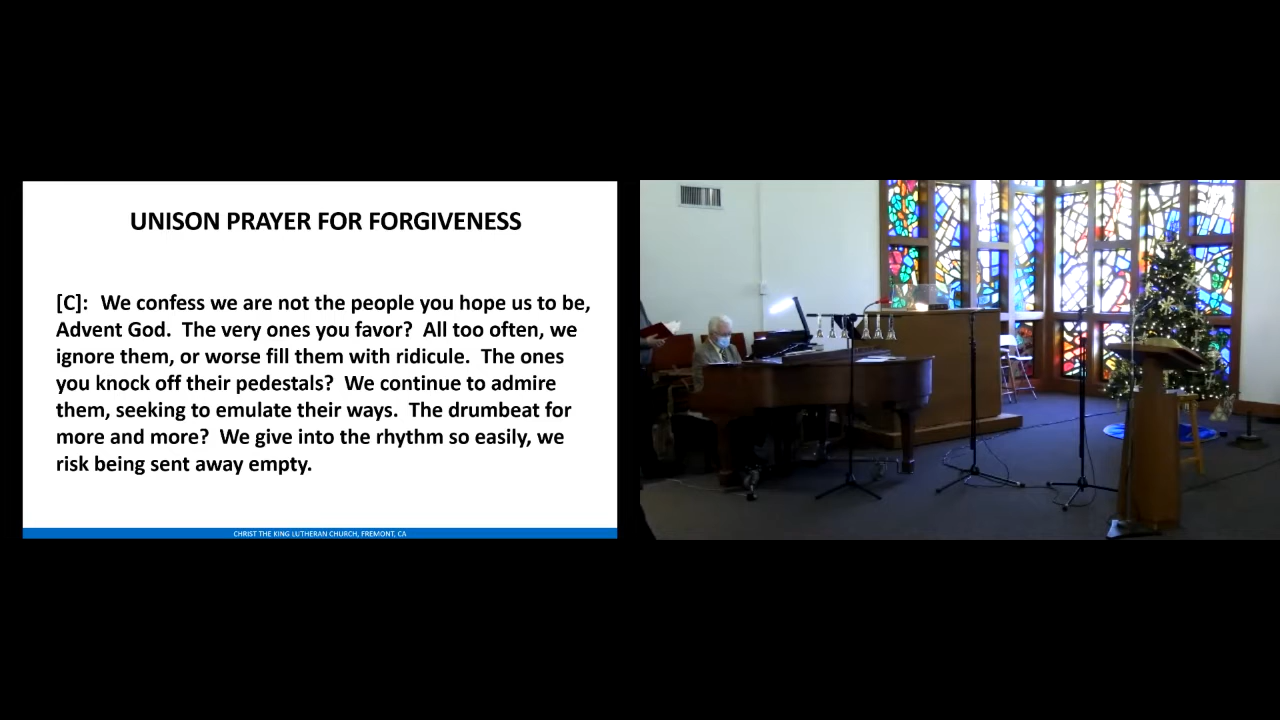 UNISON PRAYER FOR FORGIVENESS
[C]:  We confess we are not the people you hope us to be,
Advent God.  The very ones you favor?  All too often, we
ignore them, or worse fill them with ridicule.  The ones
you knock off their pedestals?  We continue to admire
them, seeking to emulate their ways.  The drumbeat for
more and more?  We give into the rhythm so easily, we
risk being sent away empty.
CHRIST THE KING LUTHERAN CHURCH, FREMONT, CA